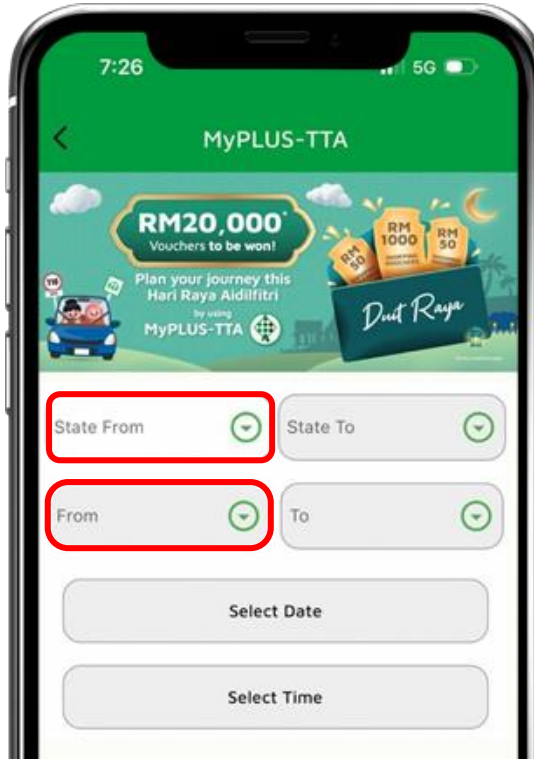 7:26
5G
MyPLUS-TTA
RM20,000*
Vouchers to be won!
Plan your journey this
Hari Raya Aidilfitri
by using
MyPLUS-TTA
RM
50
RM
1000
SHOPPING
VOUCHERS
RM
50
Duit Raya
State From
State To
From
To
Select Date
Select Time